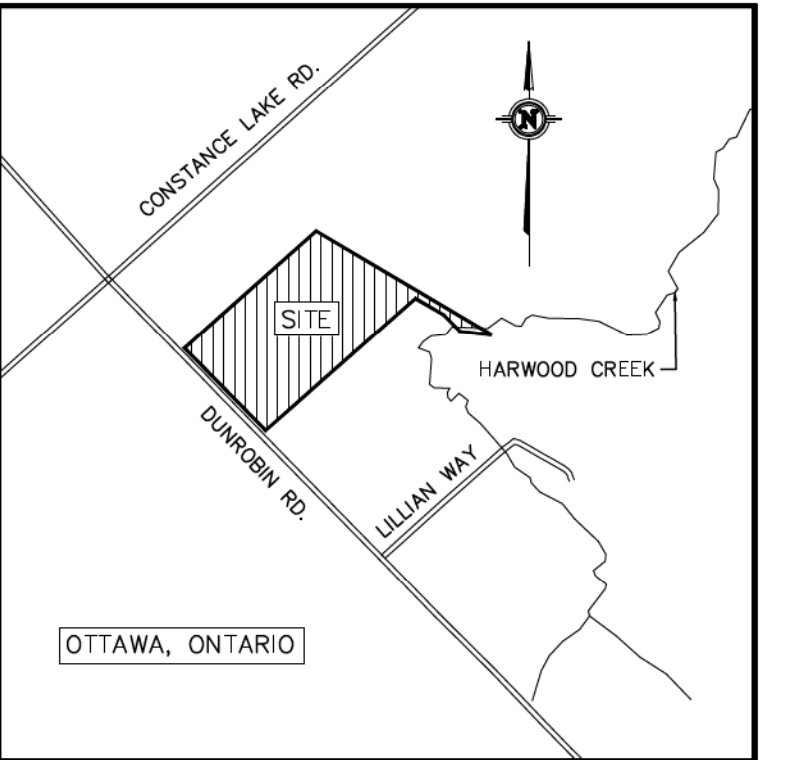 CONSTANCE LAKE RD.
N
SITE
HARWOOD CREEK
DUNROBIN RD.
LILLIAN WAY
OTTAWA, ONTARIO